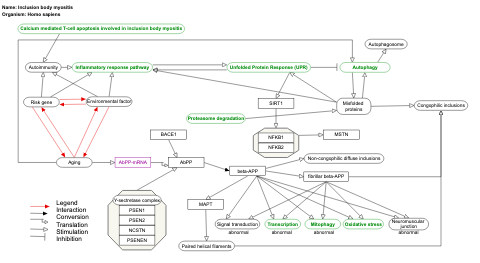 Name: Inclusion body myositis
Organism: Homo sapiens
Calcium mediated T-cell apoptosis involved in inclusion body myositis
Autophagosome
Autoimmunity
Inflammatory response pathway
Unfolded Protein Response (UPR)
Autophagy
Risk gene
Environmental factor
SIRT1
Misfolded
proteins
Congophilic inclusions
Proteasome degradation
BACE1
NFKB1
NFKB2
MSTN
Aging
AbPP-mRNA
AbPP
Non-congophilic diffuse inclusions
beta-APP
fibrillar beta-APP
Y-secretase complex
PSEN1
PSEN2
NCSTN
PSENEN
MAPT
Legend
Interaction
Conversion
Translation
Stimulation
Inhibition
Signal transduction
abnormal
Transcription
abnormal
Mitophagy
abnormal
Oxidative stress
Neuromuscular
junction
abnormal
Paired helical filaments